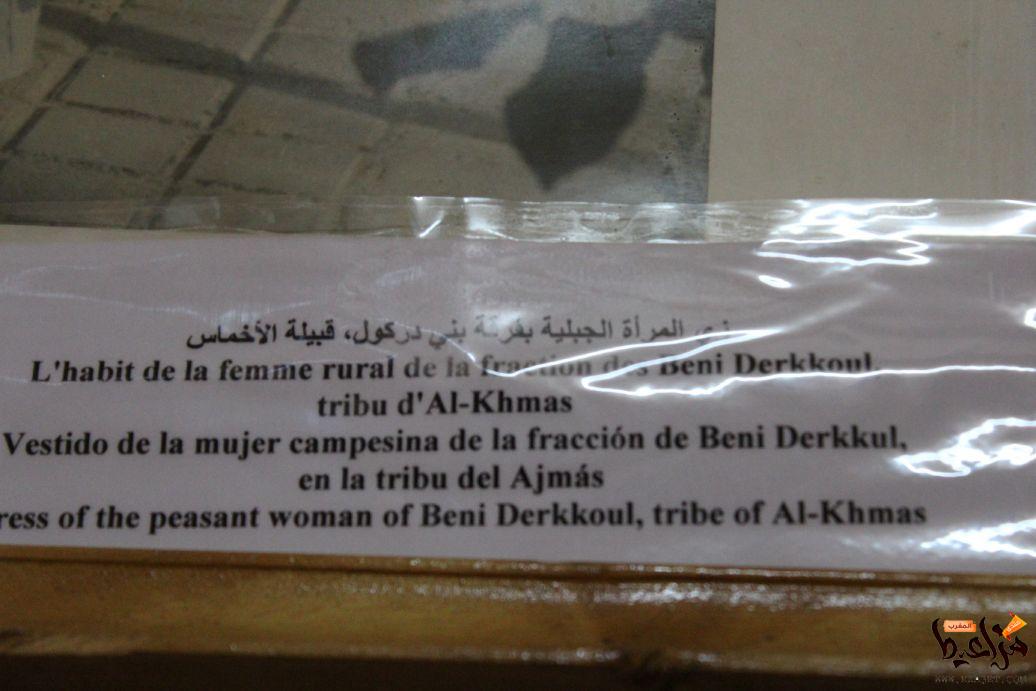 زي المرأة الجبلية بفرقة بني دركول، قبيلة الأخماس
L'habit de la femme rural de la fraction des Beni Derkkoul,
tribu d'Al-Khmas
Vestido de la mujer campesina de la fracción de Beni Derkkul,
en la tribu del Ajmás
ress of the peasant woman of Beni Derkkoul, tribe of Al-Khmas
المغرب